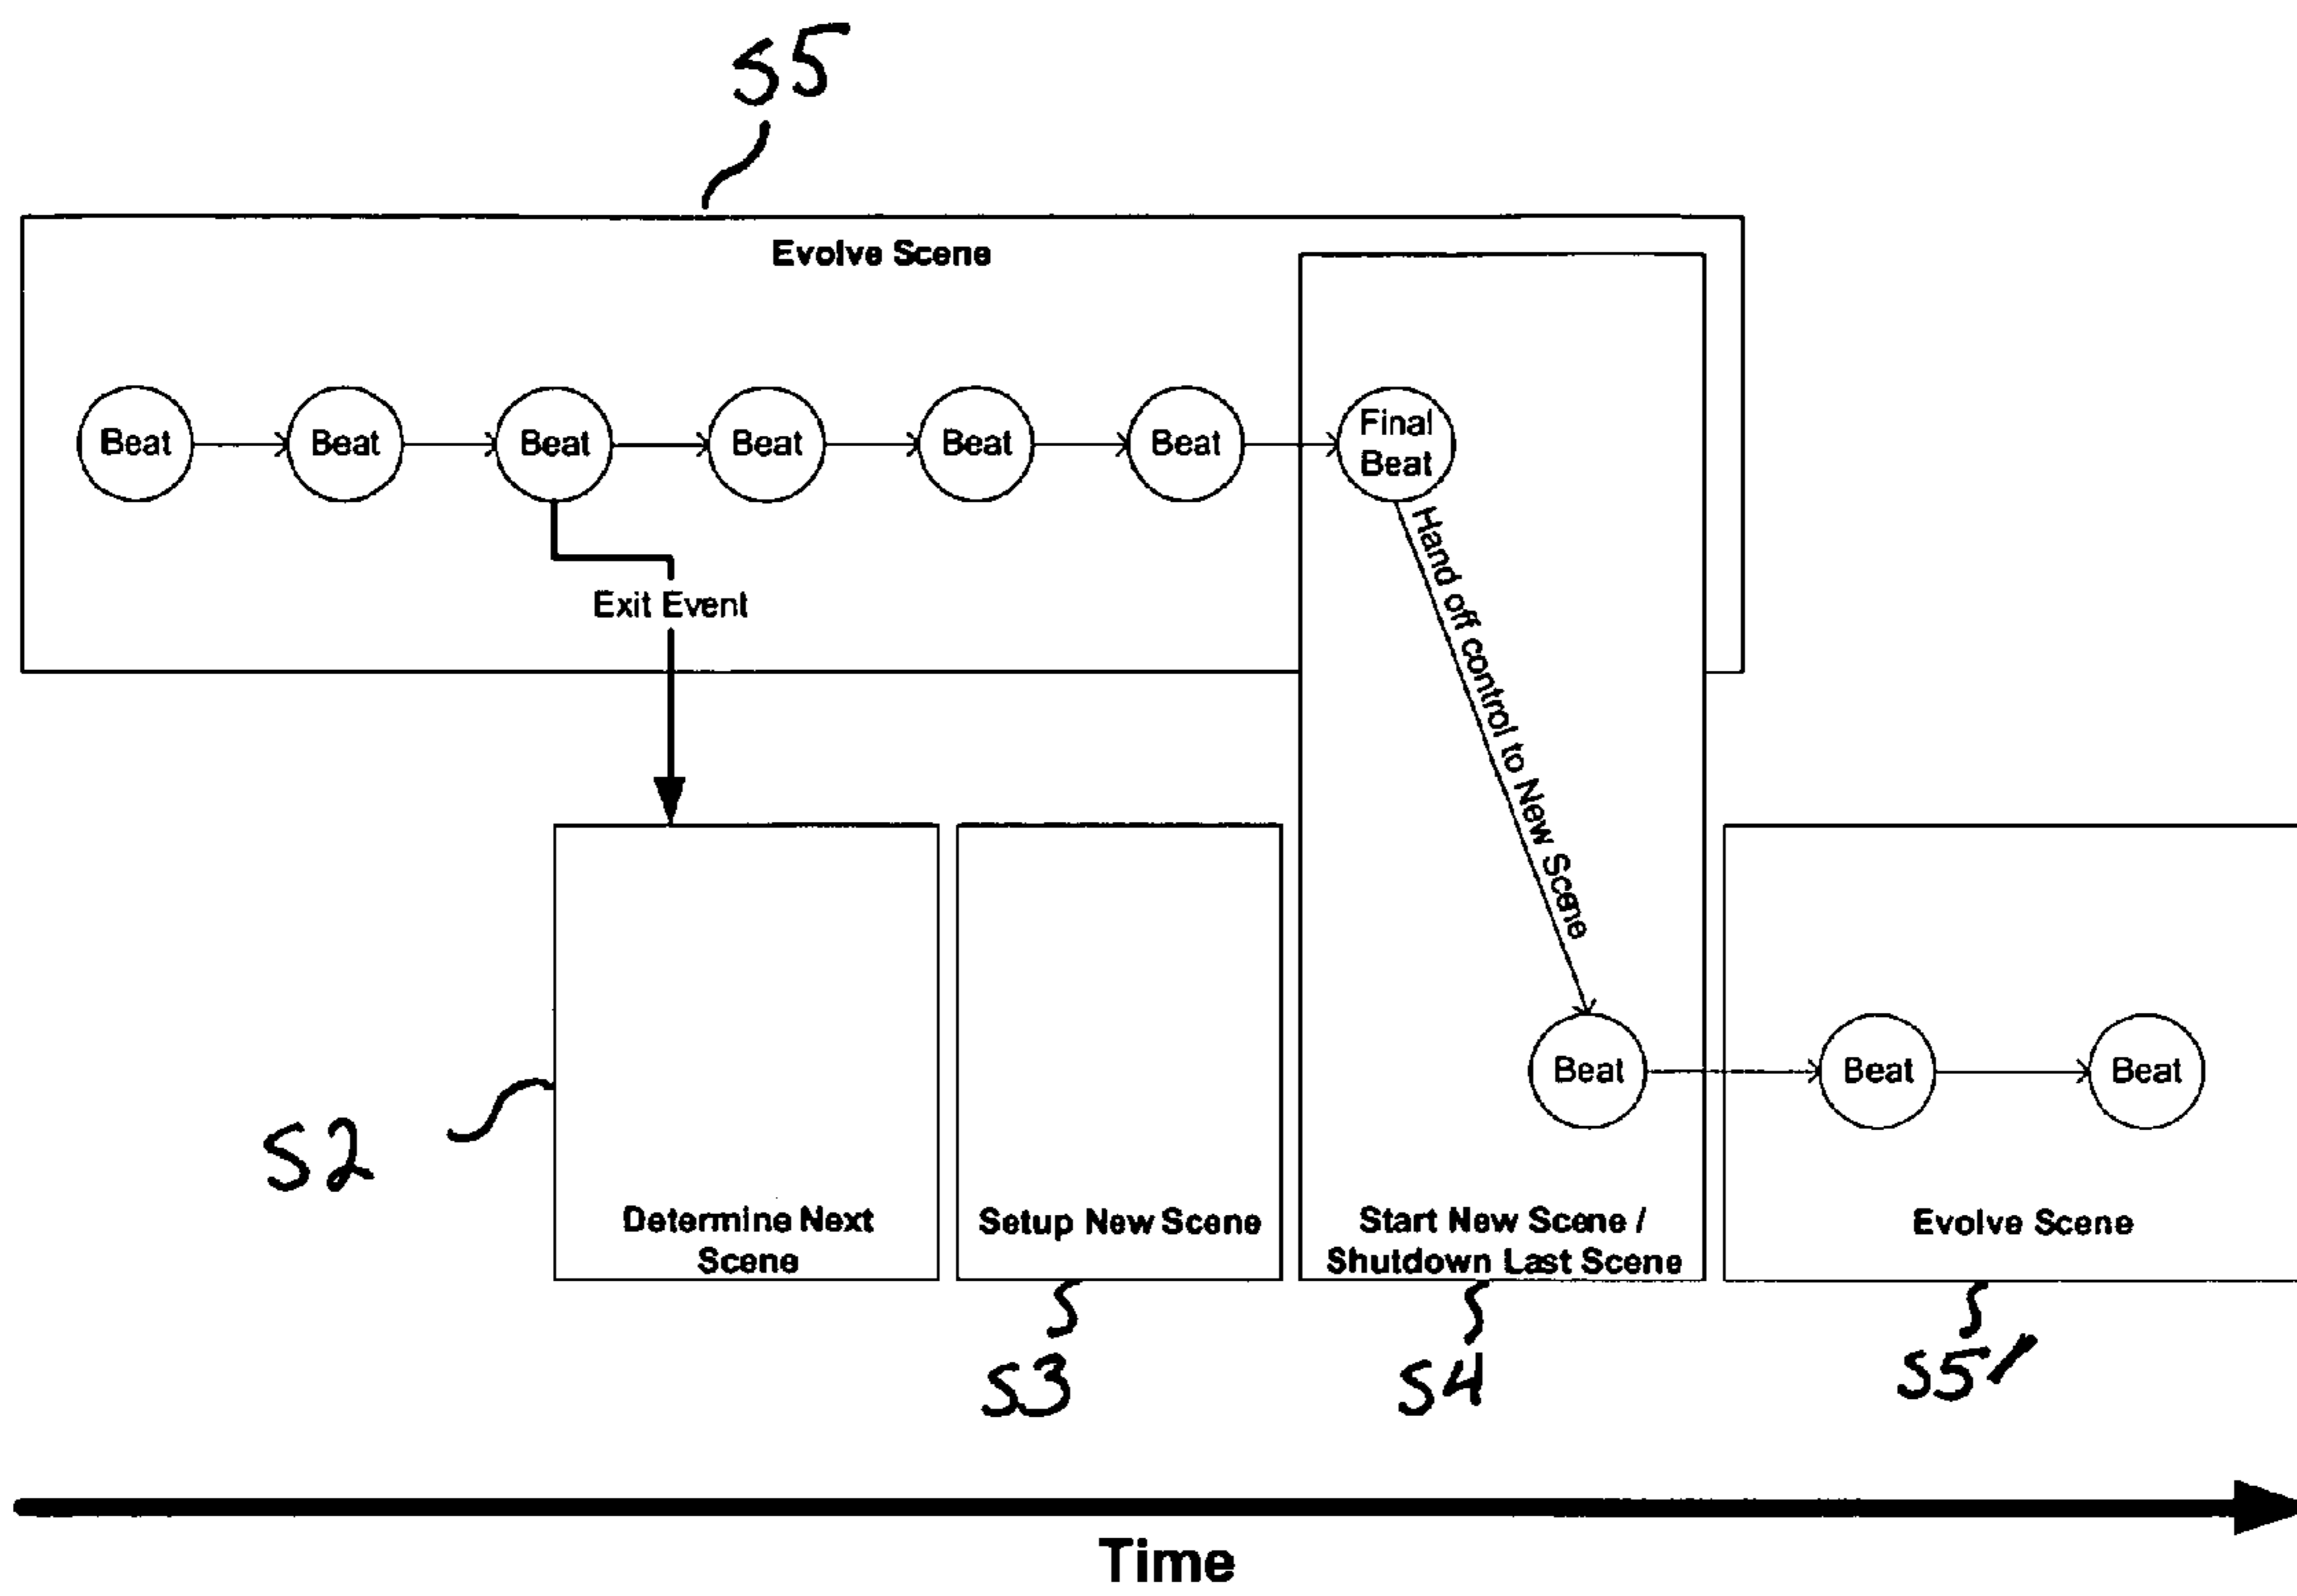 S5
Evolve Scene
Beat
Beat
Beat
Beat
Beat
Beat
Final
Beat
Exit Event
Hand off control to New Scene
Beat
Beat
Beat
S2
Determine Next
Scene
Setup New Scene
Start New Scene /
Shutdown Last Scene
Evolve Scene
S3
S4
S5'
Time